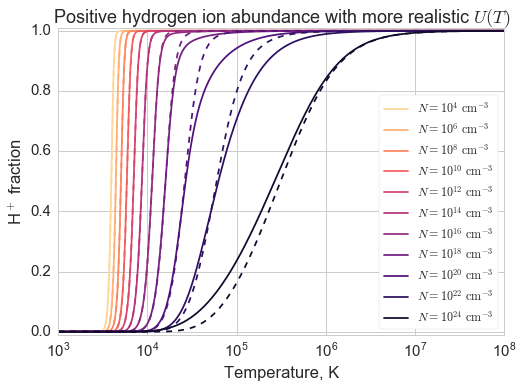 Positive hydrogen ion abundance with more realistic U(T)
1.0
0.8
0.6
0.4
0.2
0.0
H⁺ fraction
N = 10⁴ cm⁻³
N = 10⁶ cm⁻³
N = 10⁸ cm⁻³
N = 10¹⁰ cm⁻³
N = 10¹² cm⁻³
N = 10¹⁴ cm⁻³
N = 10¹⁶ cm⁻³
N = 10¹⁸ cm⁻³
N = 10²⁰ cm⁻³
N = 10²² cm⁻³
N = 10²⁴ cm⁻³
10³ 10⁴ 10⁵ 10⁶ 10⁷ 10⁸
Temperature, K